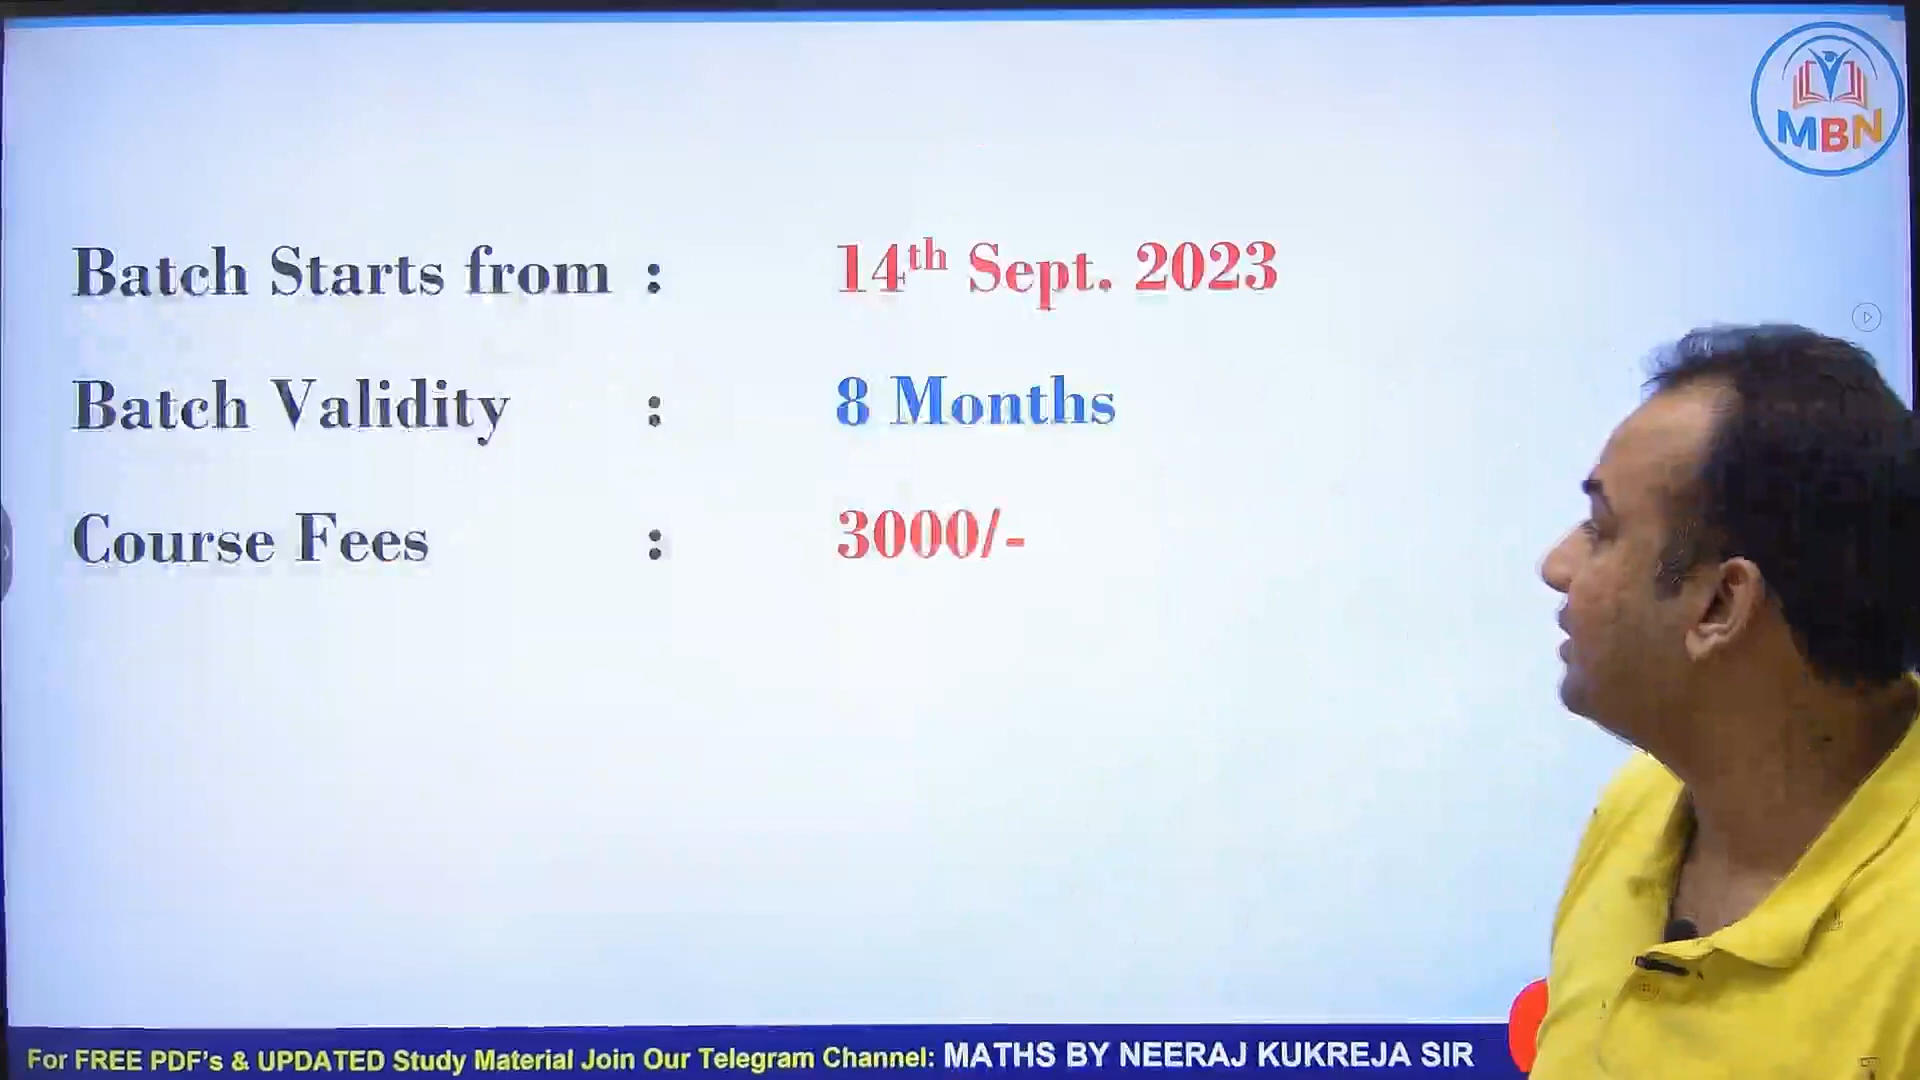 MBN
Batch Starts from : 14th Sept. 2023
Batch Validity : 8 Months
Course Fees : 3000/-
For FREE PDF's & UPDATED Study Material Join Our Telegram Channel: MATHS BY NEERAJ KUKREJA SIR